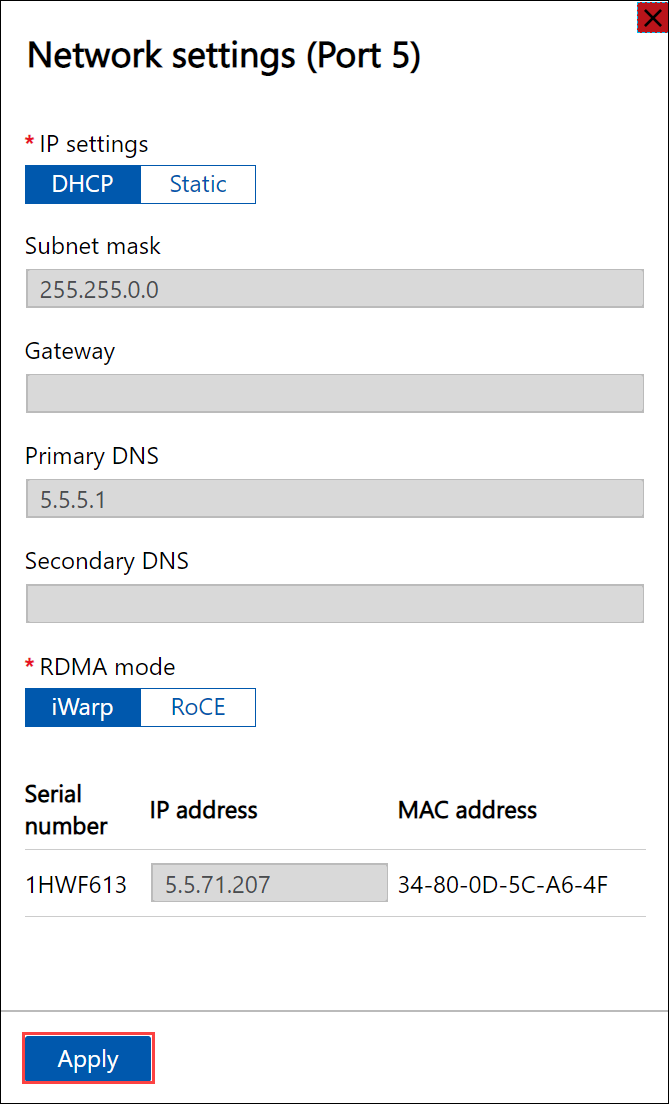 Network settings (Port 5)
* IP settings
DHCP Static
Subnet mask
255.255.0.0
Gateway
Primary DNS
5.5.5.1
Secondary DNS
* RDMA mode
iWarp RoCE
Serial
number IP address MAC address
1HWF613 5.5.71.207 34-80-0D-5C-A6-4F
Apply